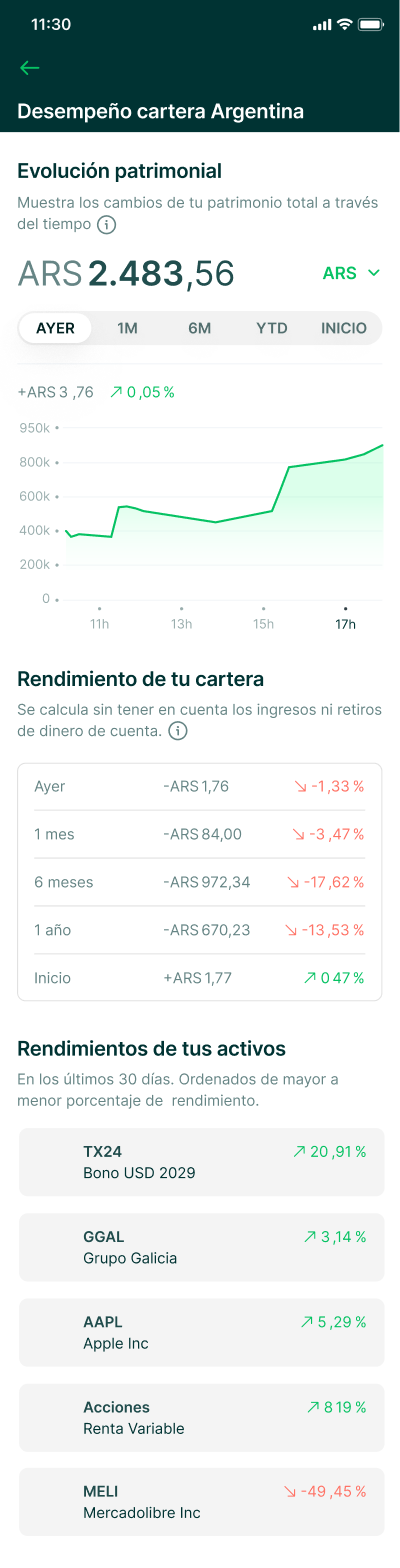 11:30
Desempeño cartera Argentina
Evolución patrimonial
Muestra los cambios de tu patrimonio total a través
del tiempo
ARS 2.483,56
ARS
AYER 1M 6M YTD INICIO
+ARS 3 ,76 0 ,05 %
950k
800k
600k
400k
200k
0
11h 13h 15h 17h
Rendimiento de tu cartera
Se calcula sin tener en cuenta los ingresos ni retiros
de dinero de cuenta.
Ayer -ARS 1,76 -1 ,33 %
1 mes -ARS 84,00 -3 ,47 %
6 meses -ARS 972,34 -17 ,62 %
1 año -ARS 670,23 -13 ,53 %
Inicio +ARS 1,77 0 47 %
Rendimientos de tus activos
En los últimos 30 días. Ordenados de mayor a
menor porcentaje de  rendimiento.
TX24 20 ,91 %
Bono USD 2029
GGAL 3 ,14 %
Grupo Galicia
AAPL 5 ,29 %
Apple Inc
Acciones 8 19 %
Renta Variable
MELI -49 ,45 %
Mercadolibre Inc